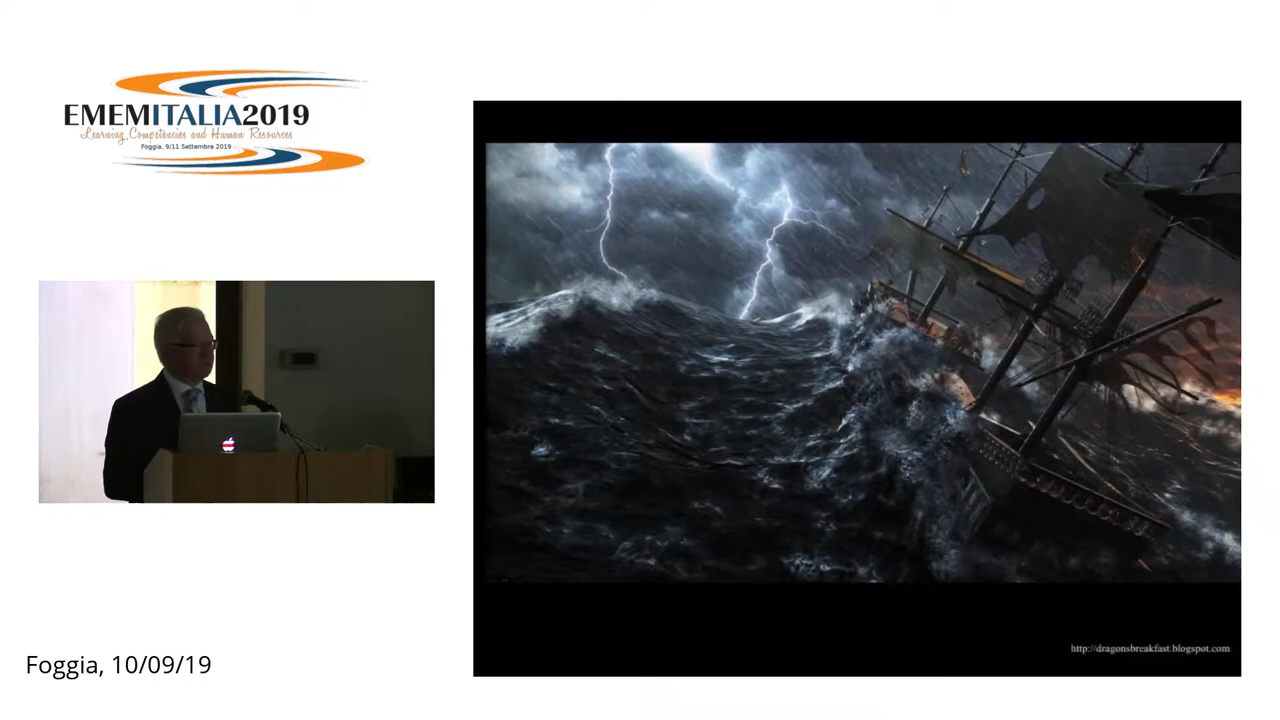 EMEMITALIA2019
Learning, Competencies and Human Resources
Foggia, 9/11 Settembre 2019
http://dragonsbreakfast.blogspot.com
Foggia, 10/09/19